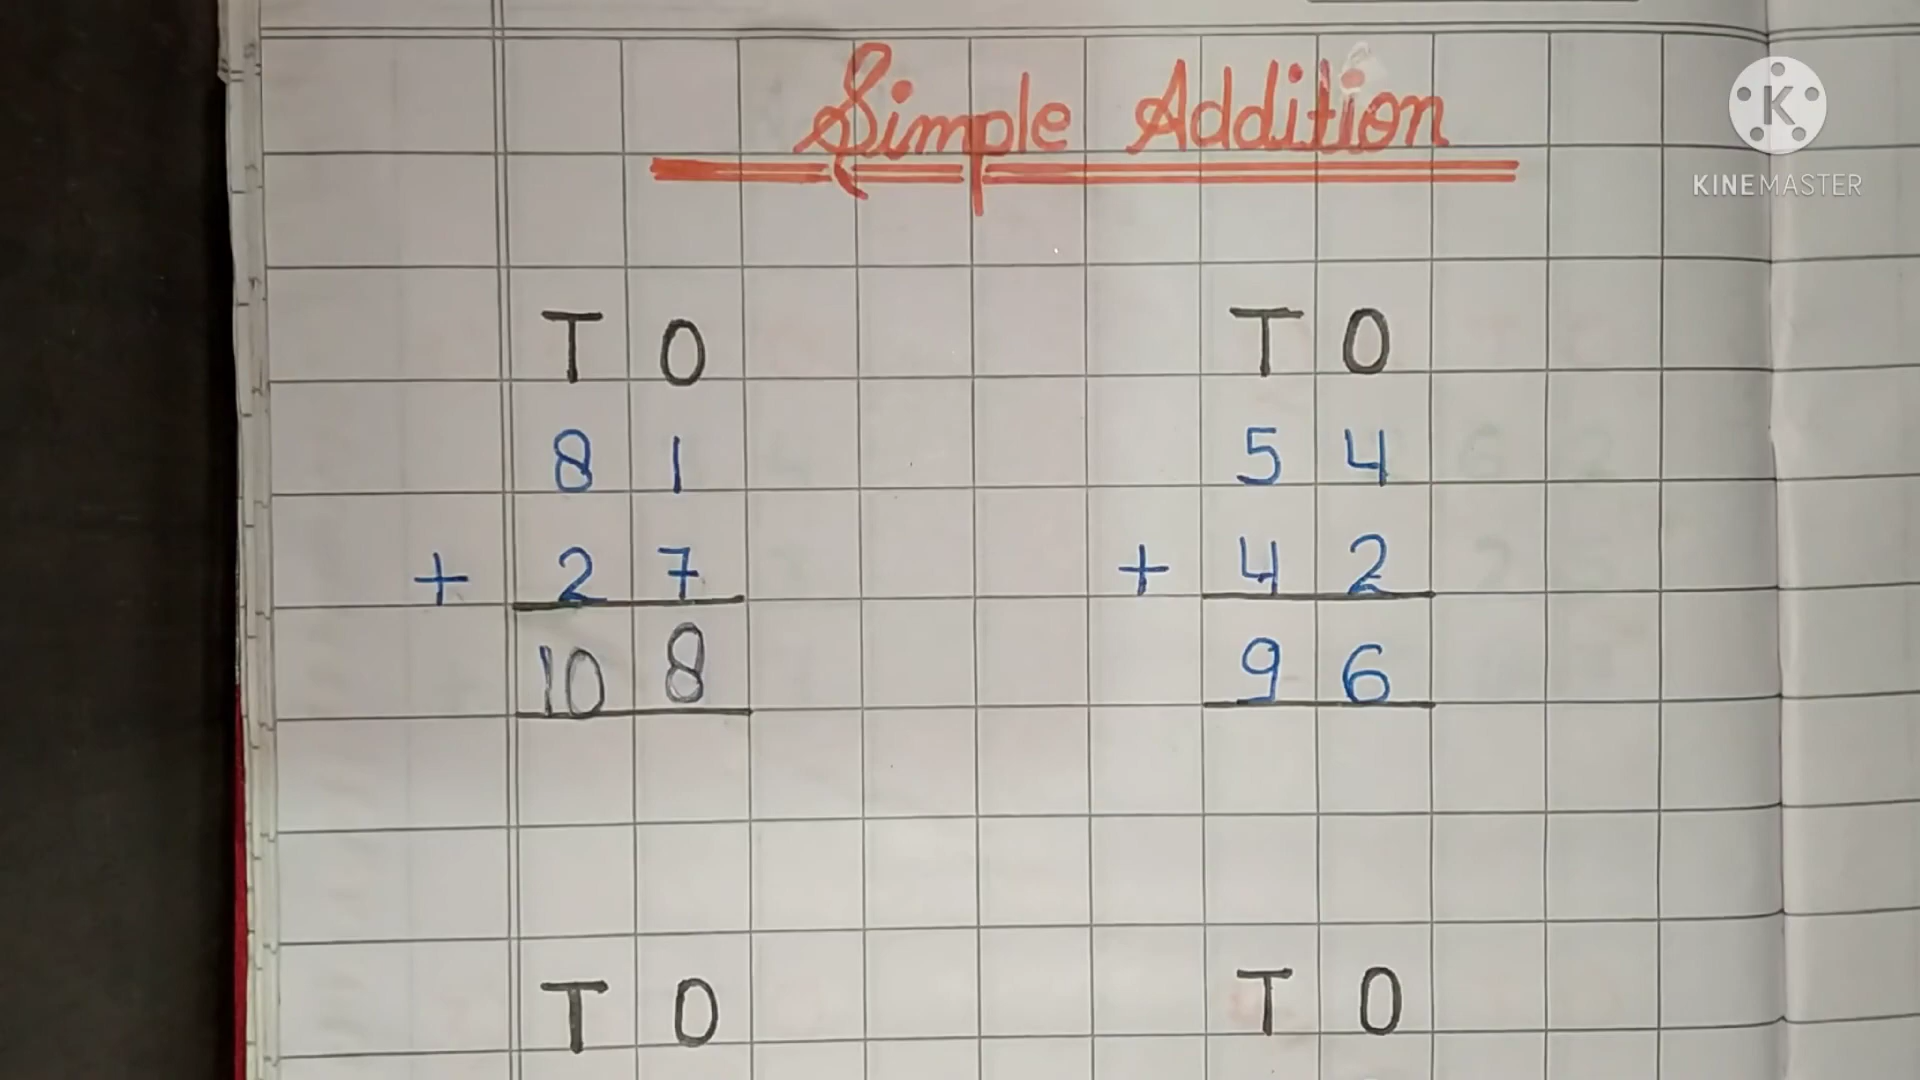 Simple Addition
K
KINEMASTER
T O T O
8 1 5 4
+ 2 7 + 4 2
10 8 9 6
T O T O